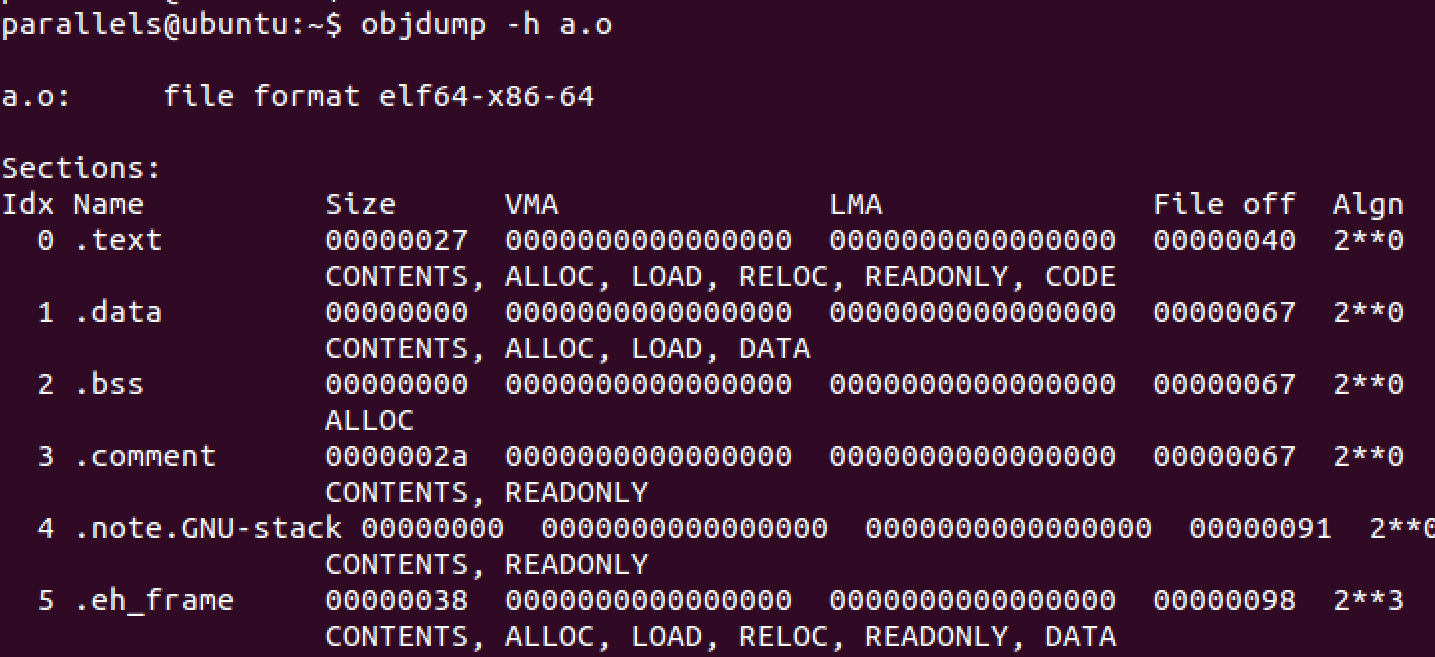 parallels@ubuntu:~$ objdump -h a.o
a.o:     file format elf64-x86-64
Sections:
Idx Name          Size      VMA               LMA               File off  Algn
  0 .text         00000027  0000000000000000  0000000000000000  00000040  2**0
                  CONTENTS, ALLOC, LOAD, RELOC, READONLY, CODE
  1 .data         00000000  0000000000000000  0000000000000000  00000067  2**0
                  CONTENTS, ALLOC, LOAD, DATA
  2 .bss          00000000  0000000000000000  0000000000000000  00000067  2**0
                  ALLOC
  3 .comment      0000002a  0000000000000000  0000000000000000  00000067  2**0
                  CONTENTS, READONLY
  4 .note.GNU-stack 00000000  0000000000000000  0000000000000000  00000091  2**0
                  CONTENTS, READONLY
  5 .eh_frame     00000038  0000000000000000  0000000000000000  00000098  2**3
                  CONTENTS, ALLOC, LOAD, RELOC, READONLY, DATA